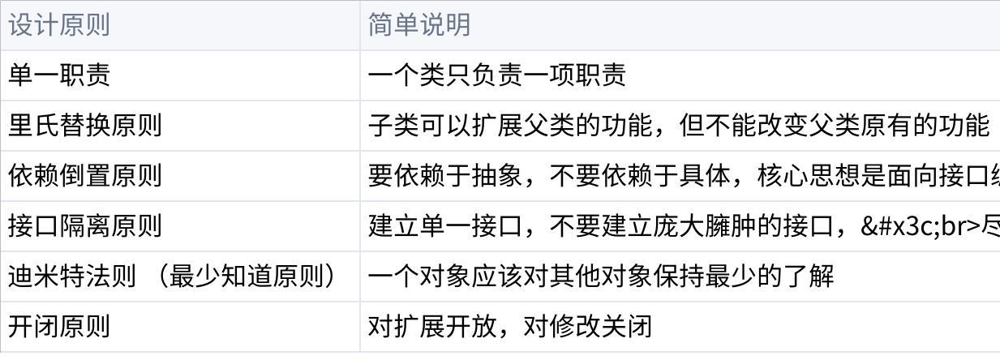 设计原则 简单说明
单一职责 一个类只负责一项职责
里氏替换原则 子类可以扩展父类的功能，但不能改变父类原有的功能
依赖倒置原则 要依赖于抽象，不要依赖于具体，核心思想是面向接口
接口隔离原则 建立单一接口，不要建立庞大臃肿的接口，&#x3c;br>尽
迪米特法则 （最少知道原则） 一个对象应该对其他对象保持最少的了解
开闭原则 对扩展开放，对修改关闭